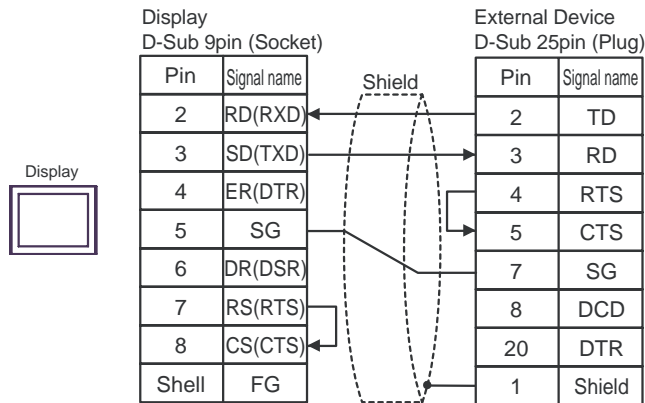 Display
D-Sub 9pin (Socket)
External Device
D-Sub 25pin (Plug)
Pin Signal name
Shield
Pin Signal name
2 RD(RXD)
2 TD
3 SD(TXD)
3 RD
Display
4 ER(DTR)
4 RTS
5 SG
5 CTS
6 DR(DSR)
7 SG
7 RS(RTS)
8 DCD
8 CS(CTS)
20 DTR
Shell FG
1 Shield